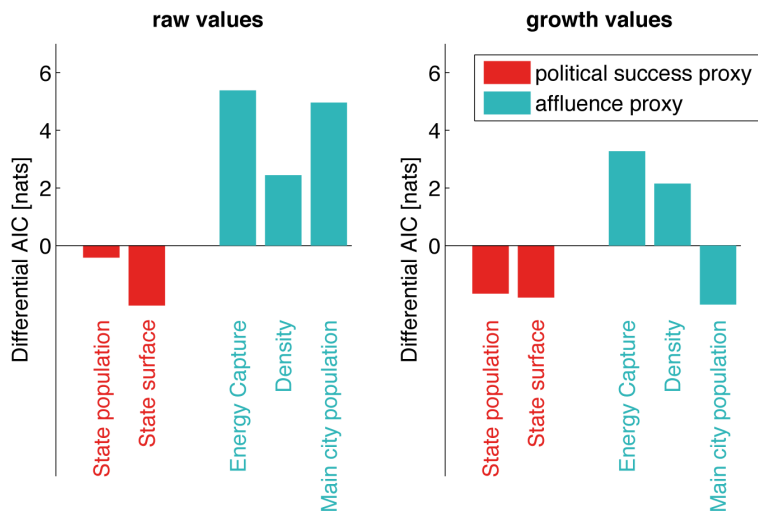 raw values
Differential AIC [nats]
6
4
2
0
State population
State surface
Energy Capture
Density
Main city population
growth values
Differential AIC [nats]
6
4
2
0
political success proxy
affluence proxy
State population
State surface
Energy Capture
Density
Main city population